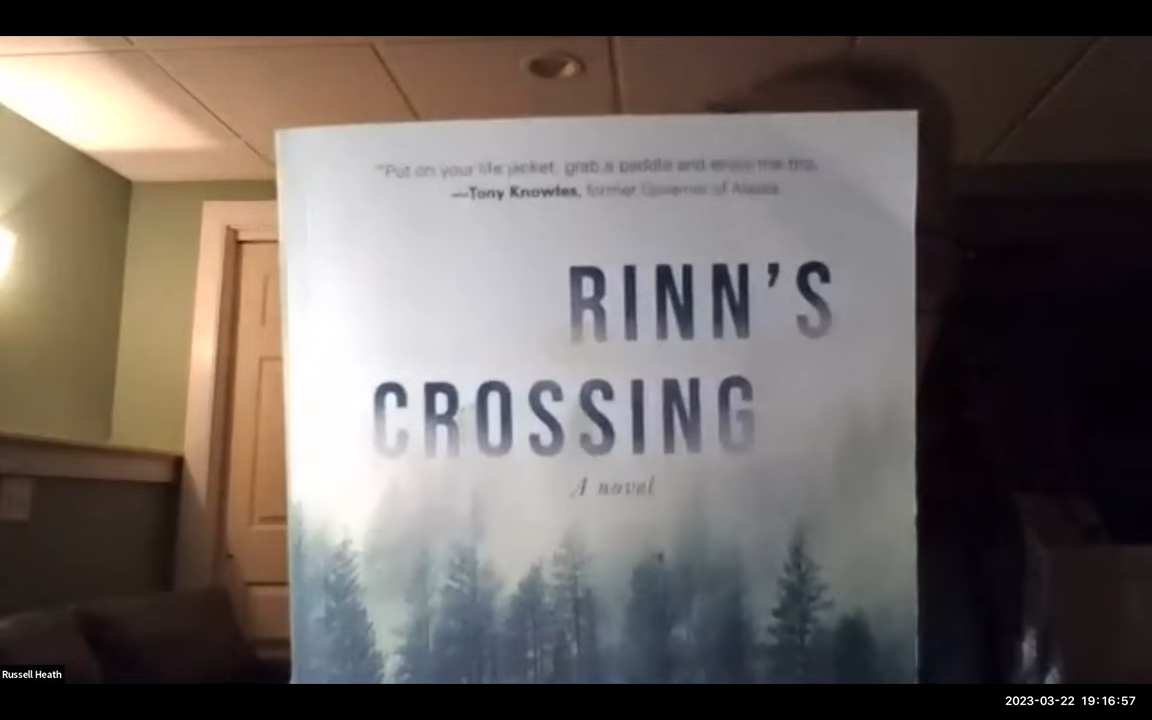 "Put on your life jacket, grab a paddle and enjoy the trip.
—Tony Knowles, former Governor of Alaska
RINN'S
CROSSING
A novel
Russell Heath
2023-03-22 19:16:57